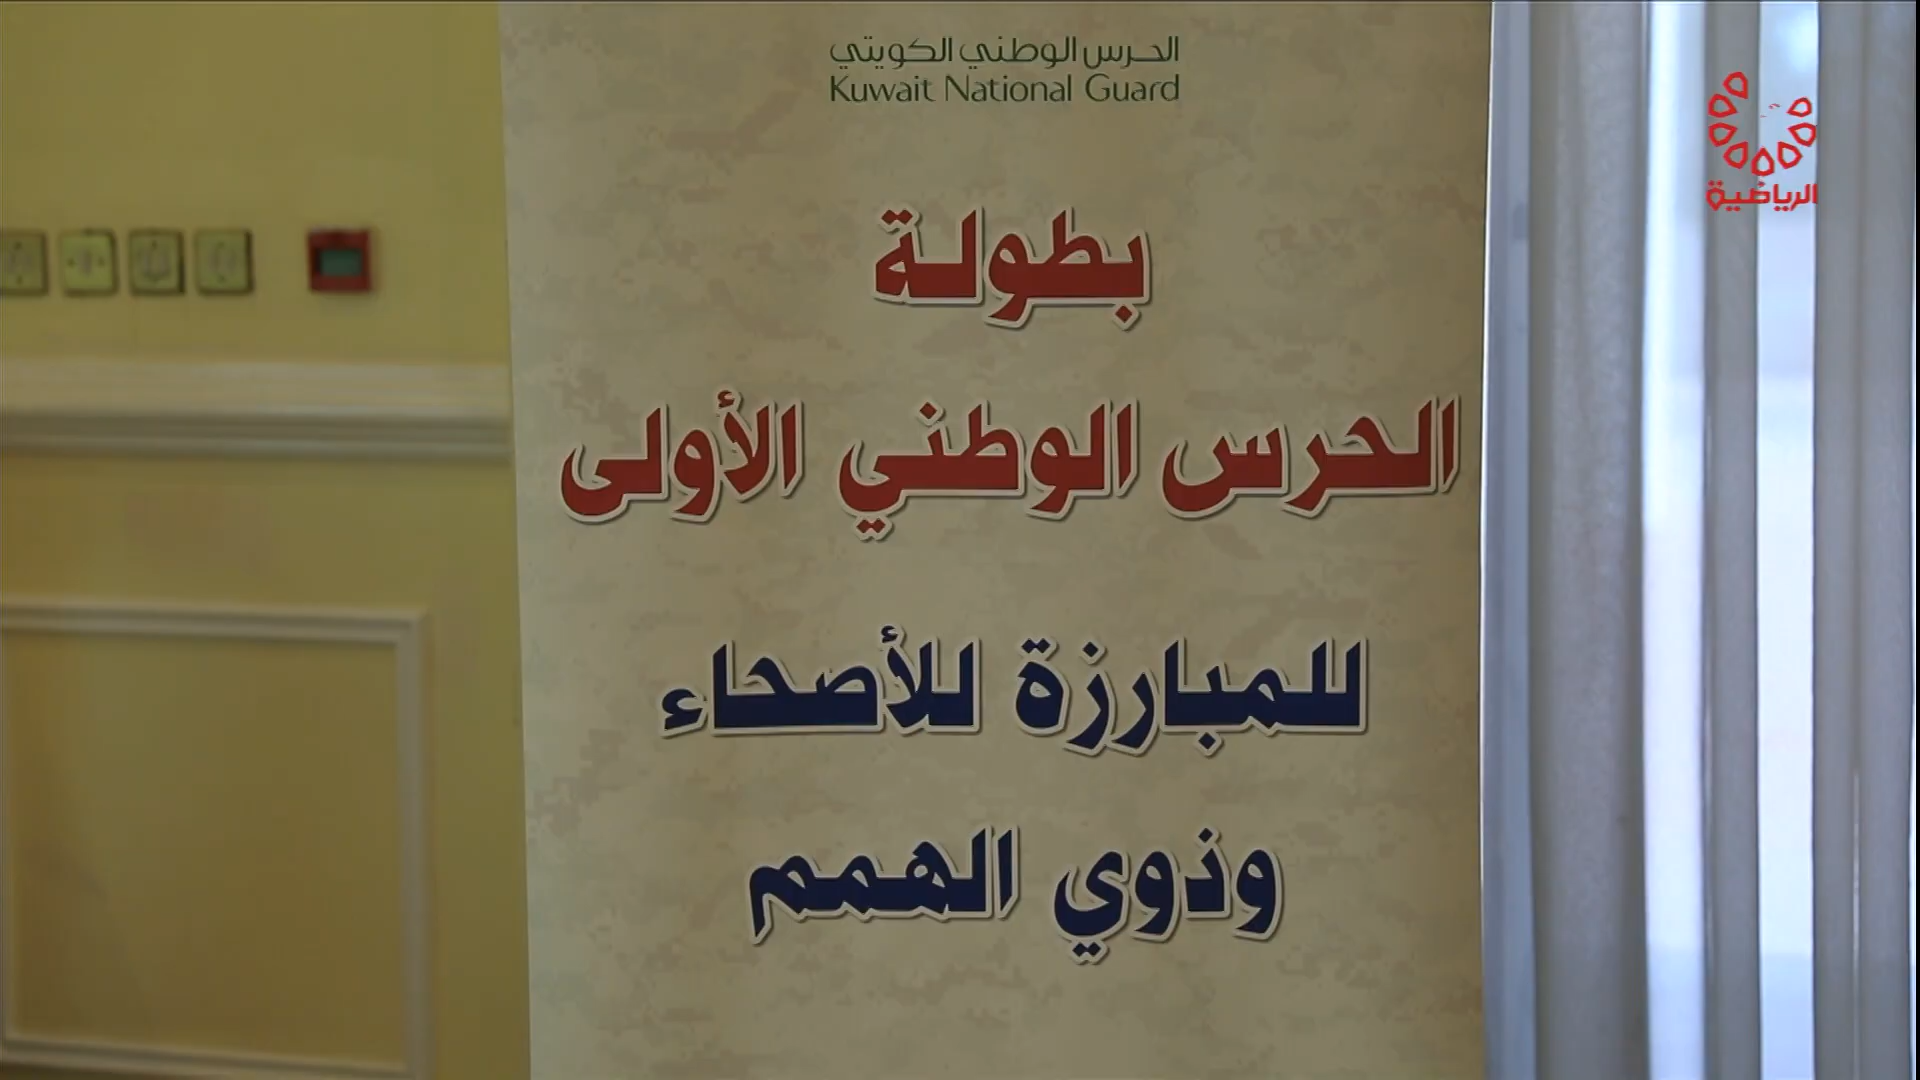 الحرس الوطني الكويتي
Kuwait National Guard
الرياضية
بطولة
الحرس الوطني الأولى
للمبارزة للأصحاء
وذوي الهمم